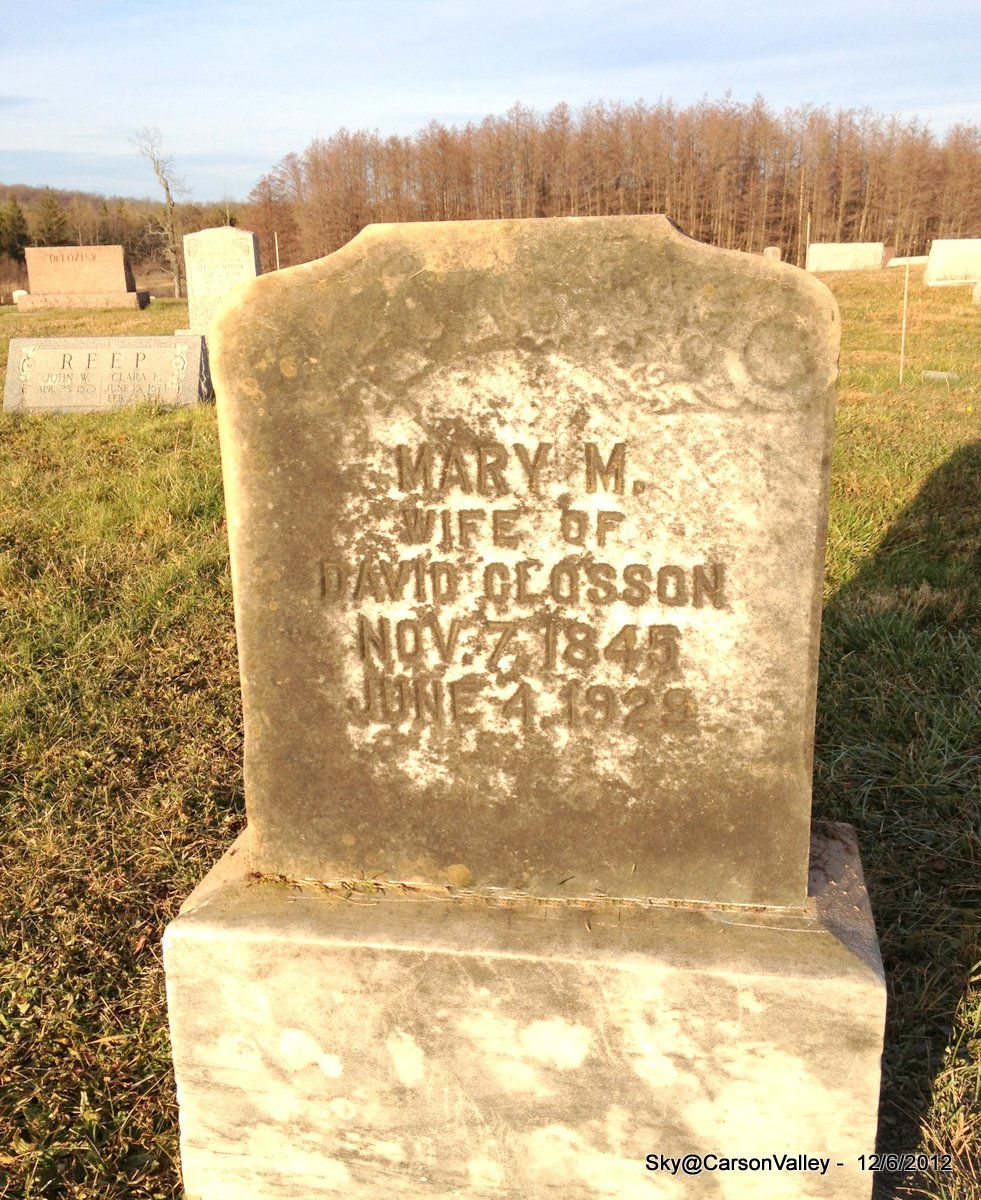 DELOZIER
REEP
JOHN W. CLARA E.
MARY M.
WIFE OF
DAVID CLOSSON
NOV. 7, 1845
JUNE 4, 1929
Sky@CarsonValley - 12/6/2012